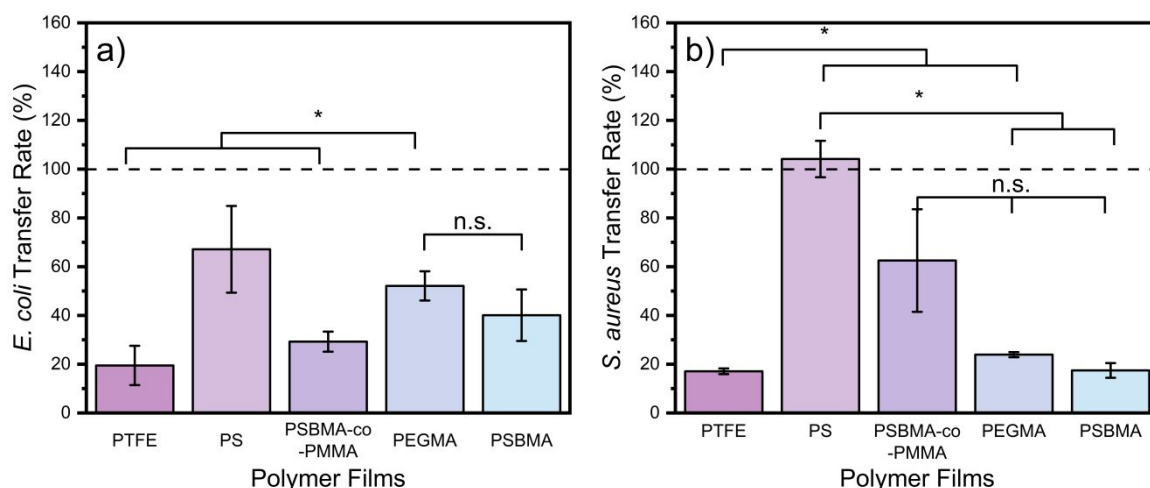 a)
E. coli Transfer Rate (%)
160
140
120
100
80
60
40
20
0
*
n.s.
PTFE
PS
PSBMA-co
-PMMA
PEGMA
PSBMA
Polymer Films
b)
S. aureus Transfer Rate (%)
160
140
120
100
80
60
40
20
0
*
*
n.s.
PTFE
PS
PSBMA-co
-PMMA
PEGMA
PSBMA
Polymer Films